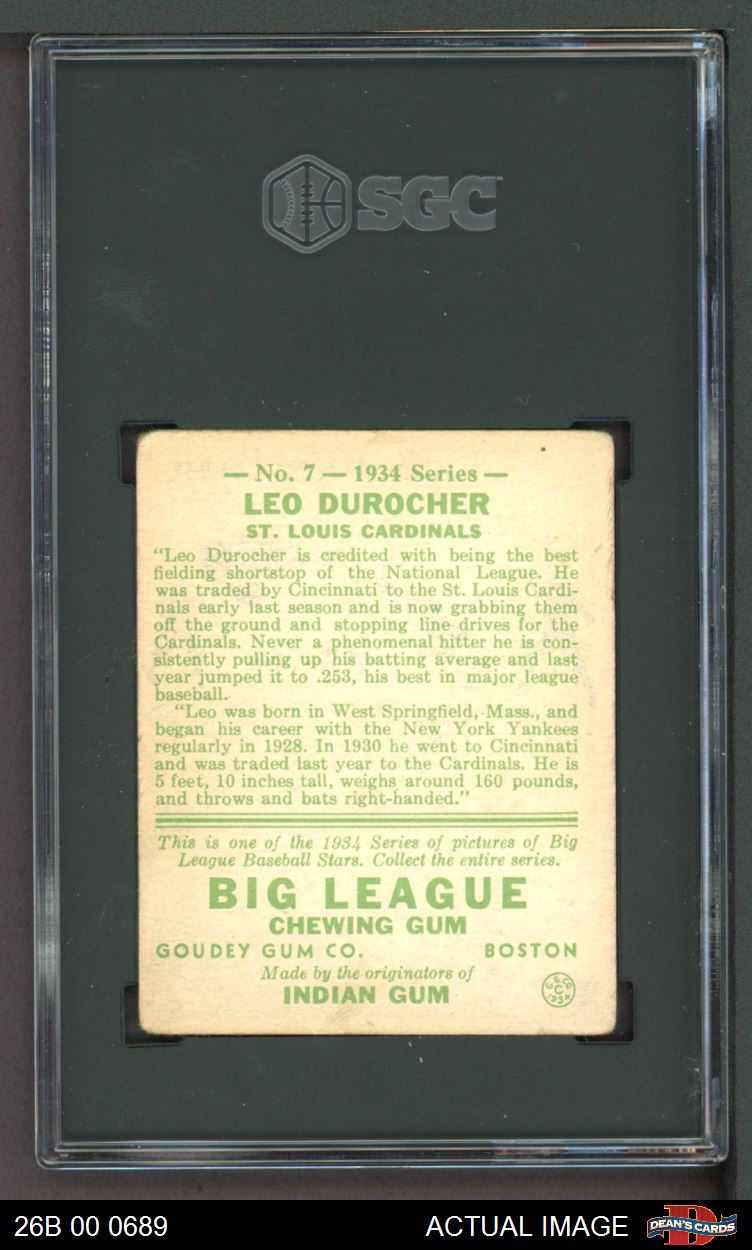 SGC
— No. 7 — 1934 Series —
LEO DUROCHER
ST. LOUIS CARDINALS
“Leo Durocher is credited with being the best
fielding shortstop of the National League. He
was traded by Cincinnati to the St. Louis Cardi-
nals early last season and is now grabbing them
off the ground and stopping line drives for the
Cardinals. Never a phenomenal hitter he is con-
sistently pulling up his batting average and last
year jumped it to .253, his best in major league
baseball.
“Leo was born in West Springfield, Mass., and
began his career with the New York Yankees
regularly in 1928. In 1930 he went to Cincinnati
and was traded last year to the Cardinals. He is
5 feet, 10 inches tall, weighs around 160 pounds,
and throws and bats right-handed.”
This is one of the 1934 Series of pictures of Big
League Baseball Stars. Collect the entire series.
BIG LEAGUE
CHEWING GUM
GOUDEY GUM CO. BOSTON
Made by the originators of
INDIAN GUM
G. G. CO.
C
1934
26B 00 0689 ACTUAL IMAGE DEAN'S CARDS